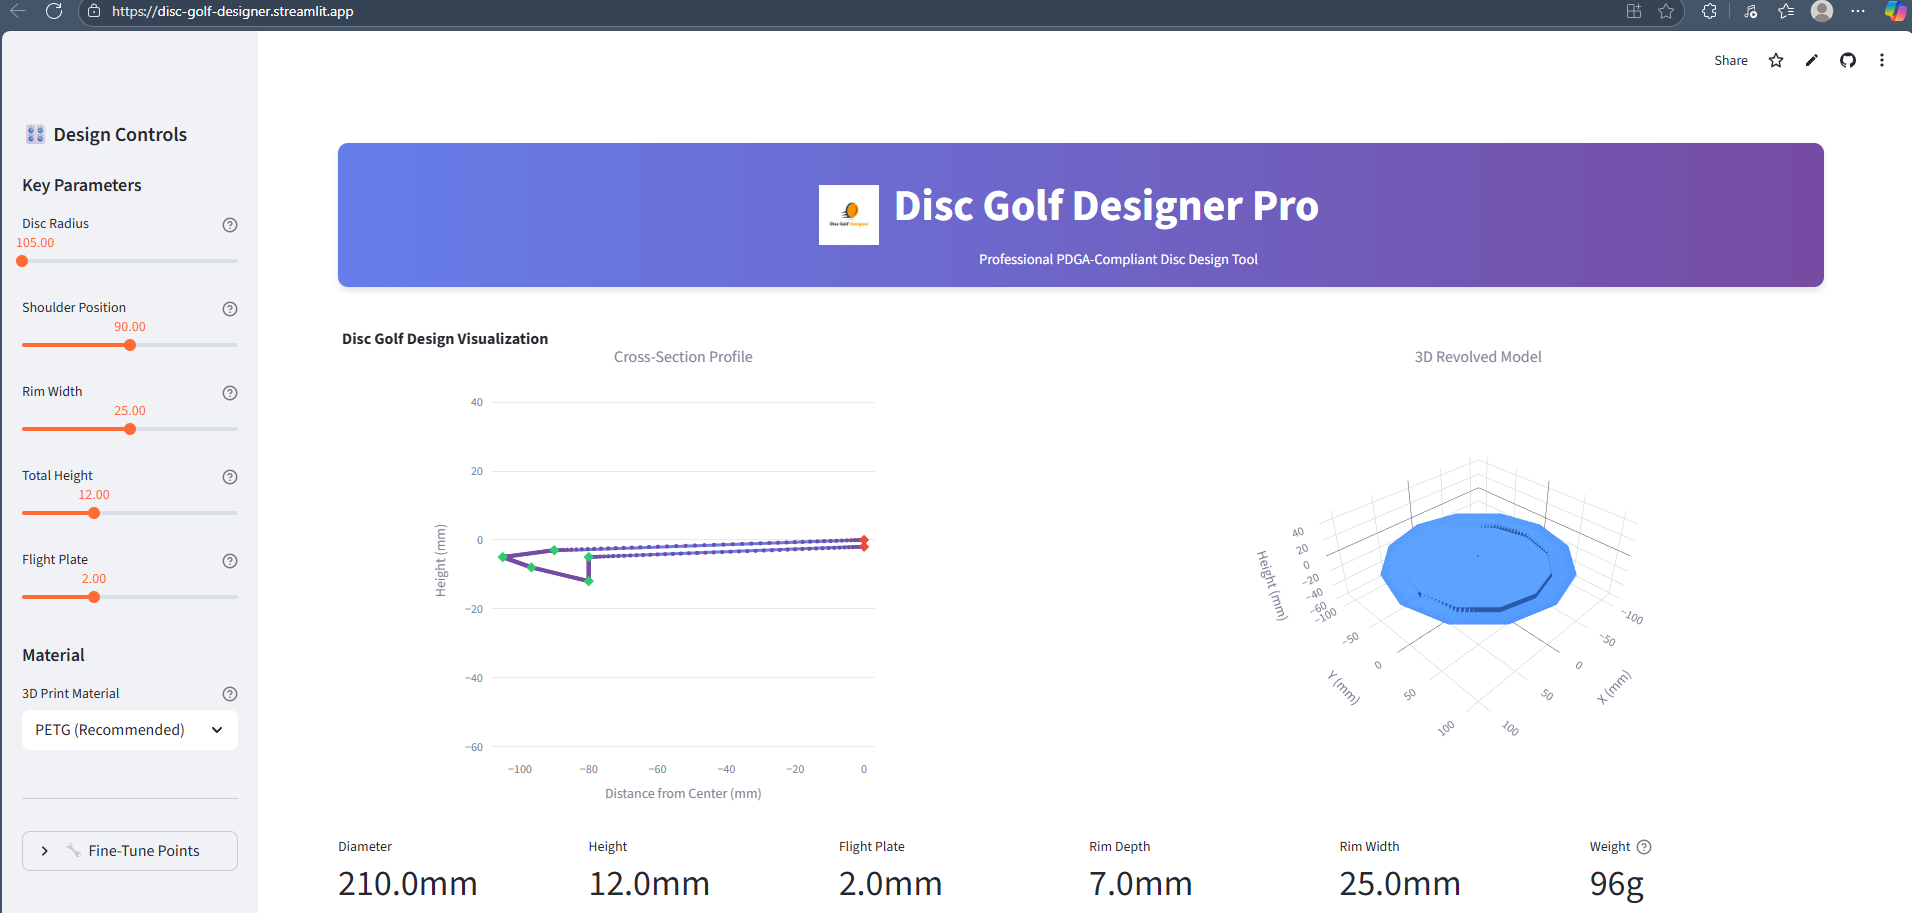 https://disc-golf-designer.streamlit.app
Share
Design Controls
Key Parameters
Disc Radius
105.00
Shoulder Position
90.00
Rim Width
25.00
Total Height
12.00
Flight Plate
2.00
Material
3D Print Material
PETG (Recommended)
Fine-Tune Points
Disc Golf Designer
Disc Golf Designer Pro
Professional PDGA-Compliant Disc Design Tool
Disc Golf Design Visualization
Cross-Section Profile
40
20
0
−20
−40
−60
Height (mm)
−100 −80 −60 −40 −20 0
Distance from Center (mm)
3D Revolved Model
40
20
0
−20
−40
−60
Height (mm)
−100
−50
0
50
100
Y (mm)
−100
−50
0
50
100
X (mm)
Diameter
210.0mm
Height
12.0mm
Flight Plate
2.0mm
Rim Depth
7.0mm
Rim Width
25.0mm
Weight
96g